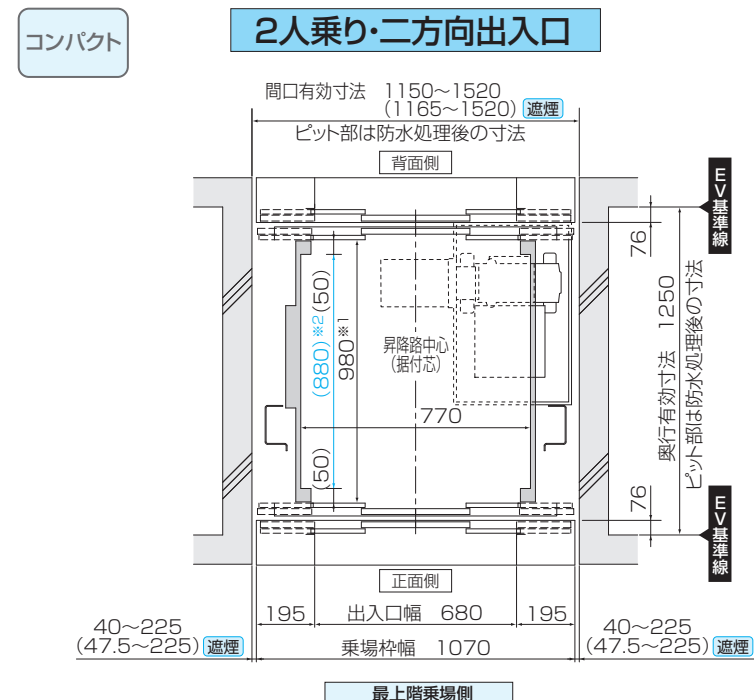 コンパクト
2人乗り・二方向出入口
間口有効寸法 1150～1520
(1165～1520) 遮煙
ピット部は防水処理後の寸法
背面側
EV基準線
76
(50)
(880)※2
980※1
昇降路中心
(据付芯)
770
奥行有効寸法 1250
ピット部は防水処理後の寸法
(50)
76
EV基準線
正面側
195
出入口幅 680
195
40～225
(47.5～225) 遮煙
乗場枠幅 1070
40～225
(47.5～225) 遮煙
最上階乗場側